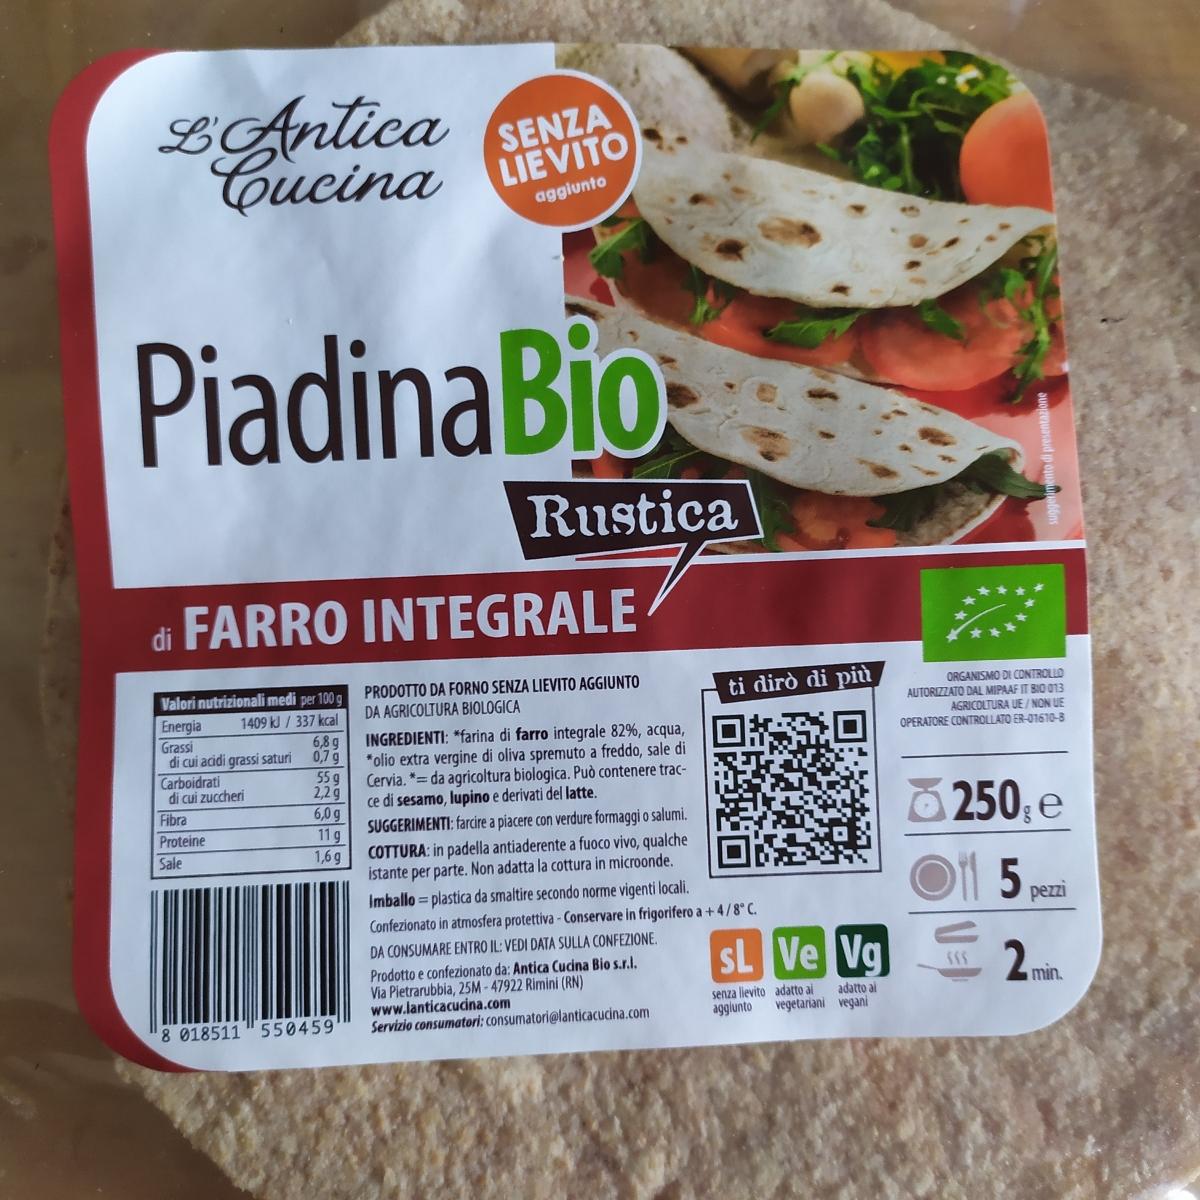 L'Antica
Cucina
SENZA
LIEVITO
aggiunto
PiadinaBio
Rustica
suggerimento di presentazione
di FARRO INTEGRALE
Valori nutrizionali medi per 100 g
Energia 1409 kJ / 337 kcal
Grassi 6,8 g
di cui acidi grassi saturi 0,7 g
Carboidrati 55 g
di cui zuccheri 2,2 g
Fibra 6,0 g
Proteine 11 g
Sale 1,6 g
8 018511 550459
PRODOTTO DA FORNO SENZA LIEVITO AGGIUNTO
DA AGRICOLTURA BIOLOGICA
INGREDIENTI: *farina di farro integrale 82%, acqua,
*olio extra vergine di oliva spremuto a freddo, sale di
Cervia. *= da agricoltura biologica. Può contenere trac-
ce di sesamo, lupino e derivati del latte.
SUGGERIMENTI: farcire a piacere con verdure formaggi o salumi.
COTTURA: in padella antiaderente a fuoco vivo, qualche
istante per parte. Non adatta la cottura in microonde.
Imballo = plastica da smaltire secondo norme vigenti locali.
Confezionato in atmosfera protettiva - Conservare in frigorifero a + 4 / 8° C.
DA CONSUMARE ENTRO IL: VEDI DATA SULLA CONFEZIONE.
Prodotto e confezionato da: Antica Cucina Bio s.r.l.
Via Pietrarubbia, 25M - 47922 Rimini (RN)
www.lanticacucina.com
Servizio consumatori: consumatori@lanticacucina.com
ti dirò di più
sL Ve Vg
senza lievito
aggiunto
adatto ai
vegetariani
adatto ai
vegani
ORGANISMO DI CONTROLLO
AUTORIZZATO DAL MIPAAF IT BIO 013
AGRICOLTURA UE / NON UE
OPERATORE CONTROLLATO ER-01610-B
250 g e
5 pezzi
2 min.